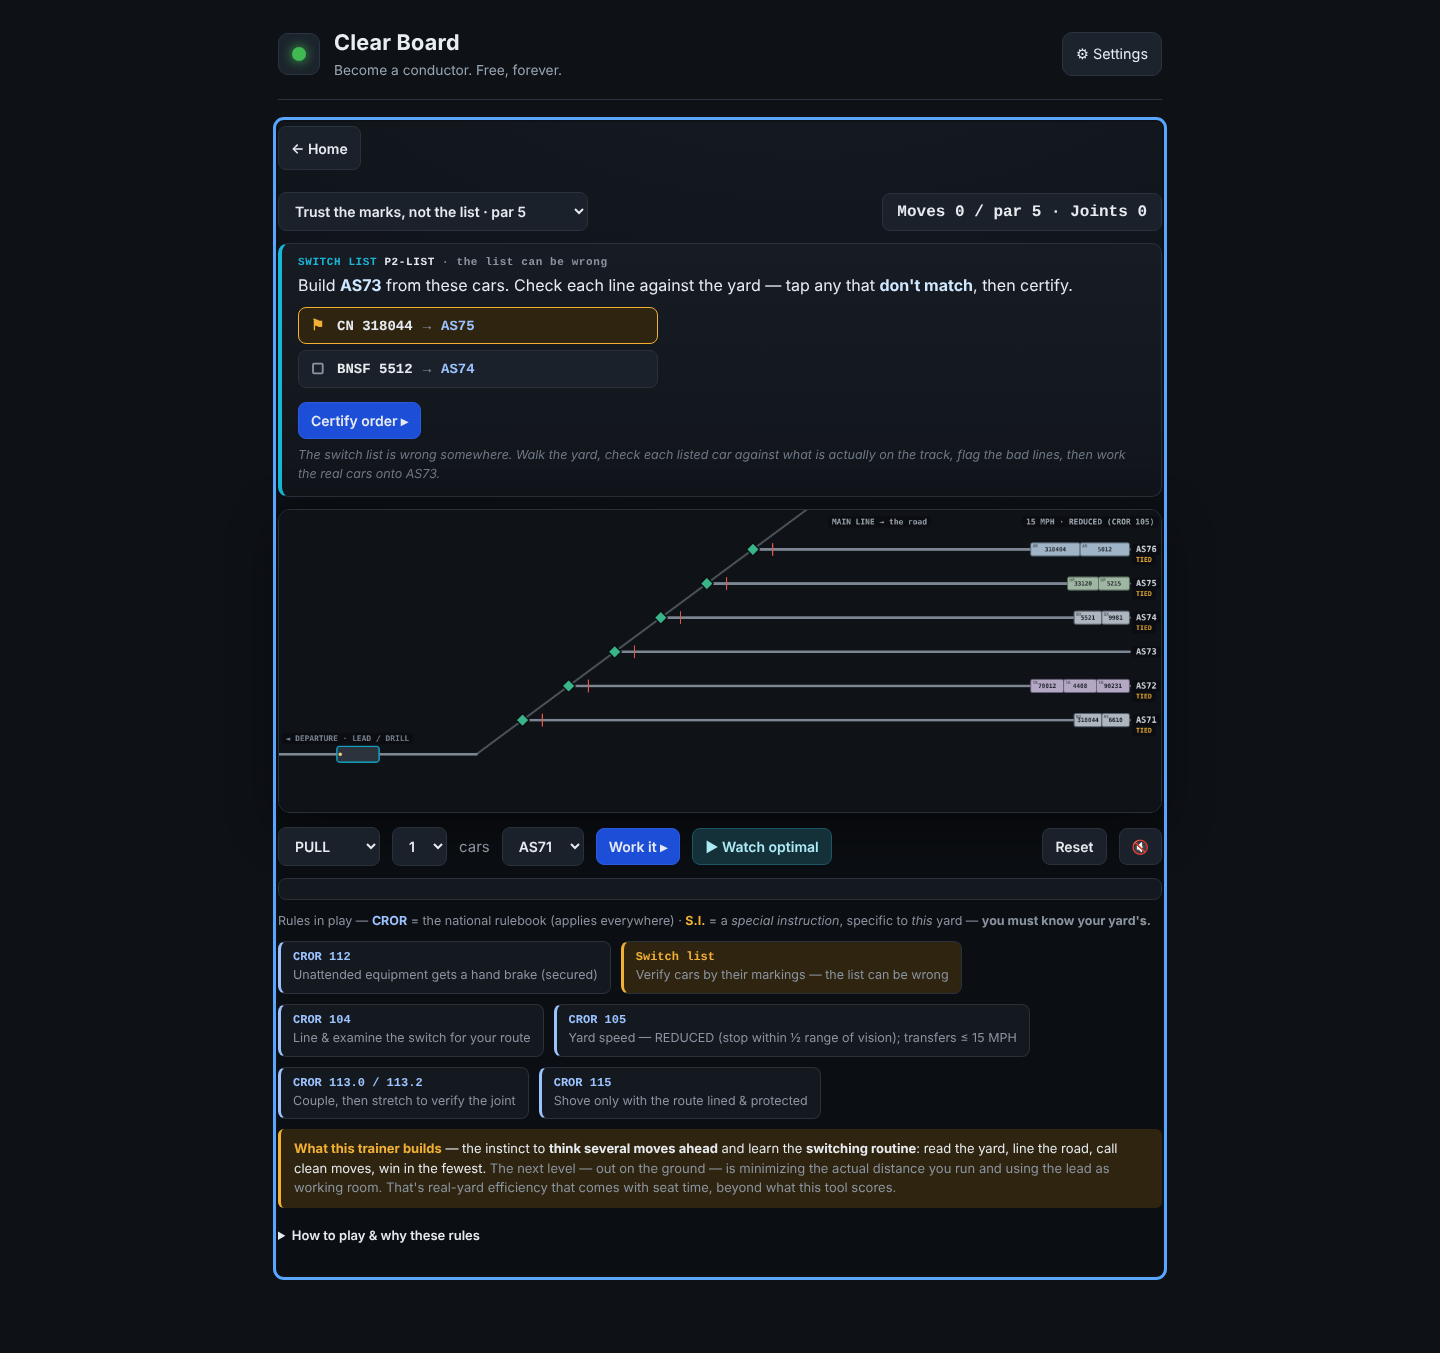 Clear Board
Become a conductor. Free, forever.
⚙ Settings
← Home
Trust the marks, not the list · par 5
Moves 0 / par 5 · Joints 0
SWITCH LIST P2-LIST · the list can be wrong
Build AS73 from these cars. Check each line against the yard — tap any that don't match, then certify.
⚑ CN 318044 → AS75
☐ BNSF 5512 → AS74
Certify order ▸
The switch list is wrong somewhere. Walk the yard, check each listed car against what is actually on the track, flag the bad lines, then work
the real cars onto AS73.
MAIN LINE → the road
15 MPH · REDUCED (CROR 105)
318404 5012 AS76
TIED
33120 5215 AS75
TIED
5521 9981 AS74
TIED
AS73
70012 4408 90231 AS72
TIED
318044 6610 AS71
TIED
◄ DEPARTURE · LEAD / DRILL
PULL 1 cars AS71 Work it ▸ ▶ Watch optimal Reset
Rules in play — CROR = the national rulebook (applies everywhere) · S.I. = a special instruction, specific to this yard — you must know your yard's.
CROR 112
Unattended equipment gets a hand brake (secured)
Switch list
Verify cars by their markings — the list can be wrong
CROR 104
Line & examine the switch for your route
CROR 105
Yard speed — REDUCED (stop within ½ range of vision); transfers ≤ 15 MPH
CROR 113.0 / 113.2
Couple, then stretch to verify the joint
CROR 115
Shove only with the route lined & protected
What this trainer builds — the instinct to think several moves ahead and learn the switching routine: read the yard, line the road, call
clean moves, win in the fewest. The next level — out on the ground — is minimizing the actual distance you run and using the lead as
working room. That's real-yard efficiency that comes with seat time, beyond what this tool scores.
▶ How to play & why these rules